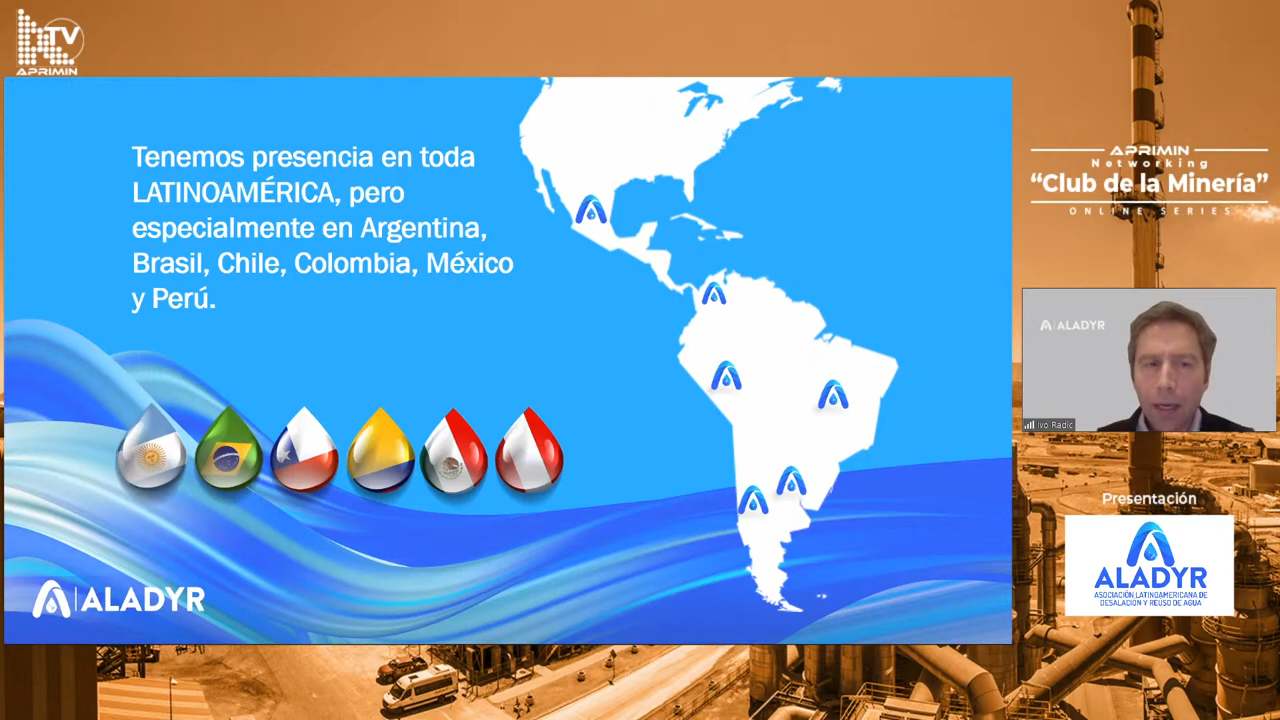 TV
APRIMIN
Tenemos presencia en toda
LATINOAMÉRICA, pero
especialmente en Argentina,
Brasil, Chile, Colombia, México
y Perú.
ALADYR
APRIMIN
Networking
“Club de la Minería”
ONLINE SERIES
ALADYR
Ivo Radic
Presentación
ALADYR
ASOCIACIÓN LATINOAMERICANA DE
DESALACIÓN Y REUSO DE AGUA